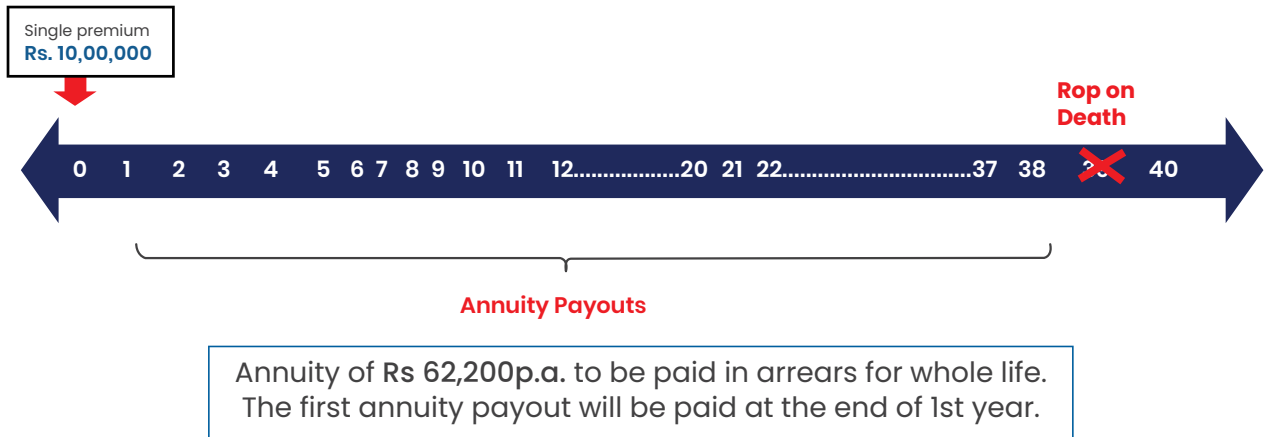 Single premium
Rs. 10,00,000
Rop on
Death
0 1 2 3 4 5 6 7 8 9 10 11 12..................20 21 22................................37 38 40
Annuity Payouts
Annuity of Rs 62,200p.a. to be paid in arrears for whole life.
The first annuity payout will be paid at the end of 1st year.